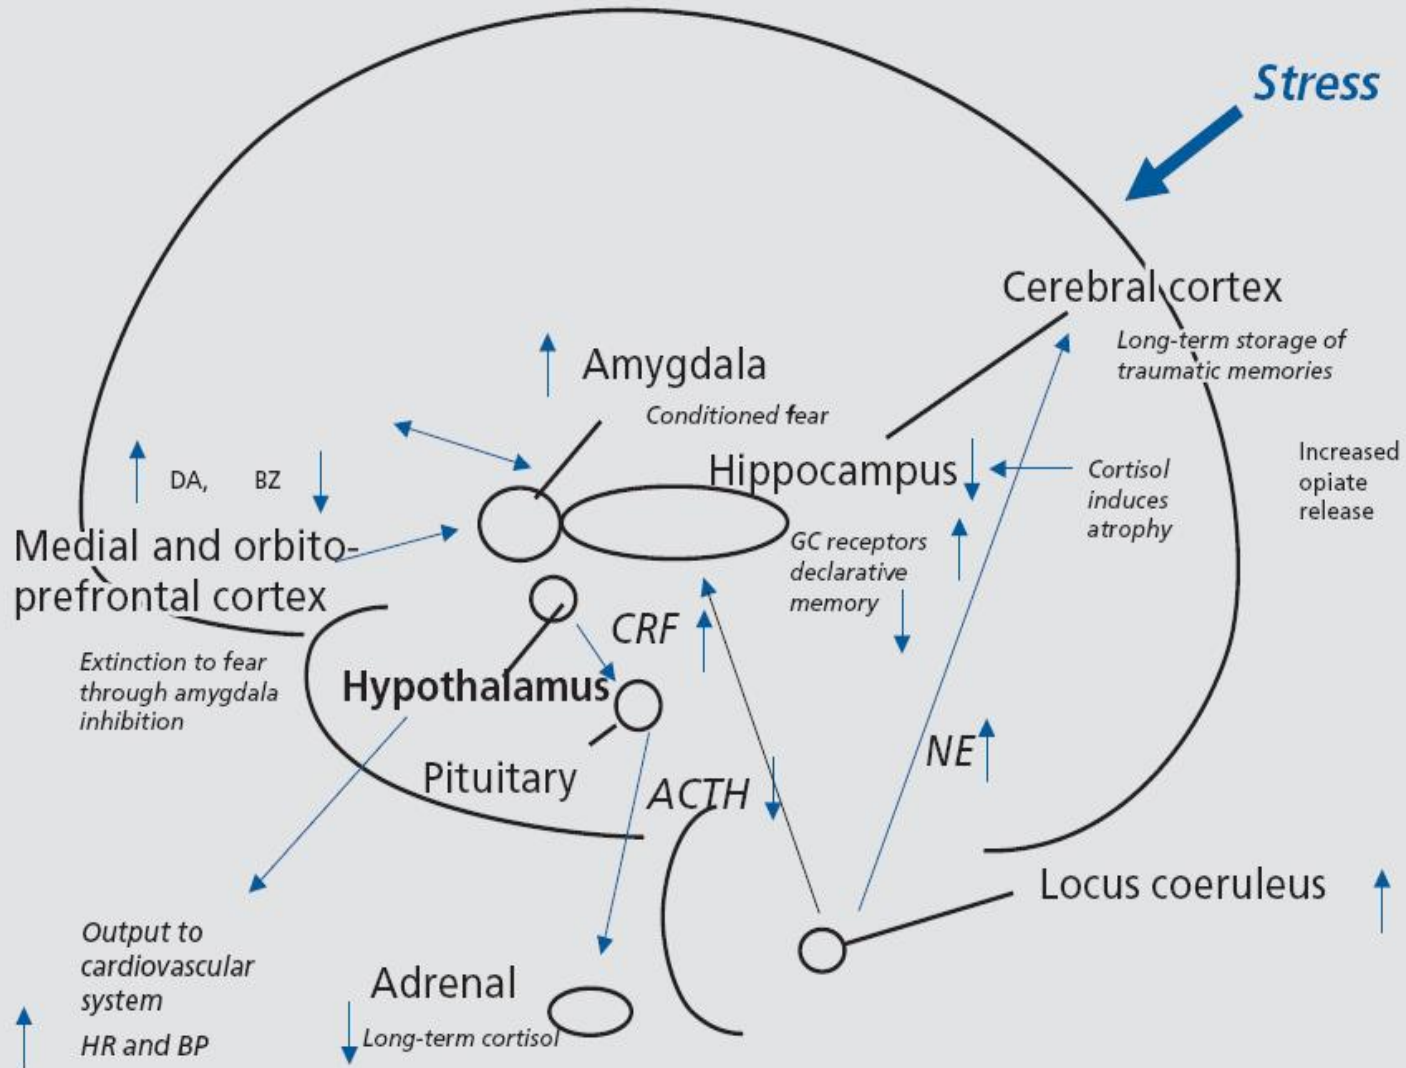 Stress
Cerebral cortex
Long-term storage of
traumatic memories
Amygdala
Conditioned fear
DA, BZ
Hippocampus
Cortisol
induces
atrophy
Increased
opiate
release
Medial and orbito-
prefrontal cortex
GC receptors
declarative
memory
Extinction to fear
through amygdala
inhibition
CRF
Hypothalamus
Pituitary
ACTH
NE
Locus coeruleus
Output to
cardiovascular
system
HR and BP
Adrenal
Long-term cortisol